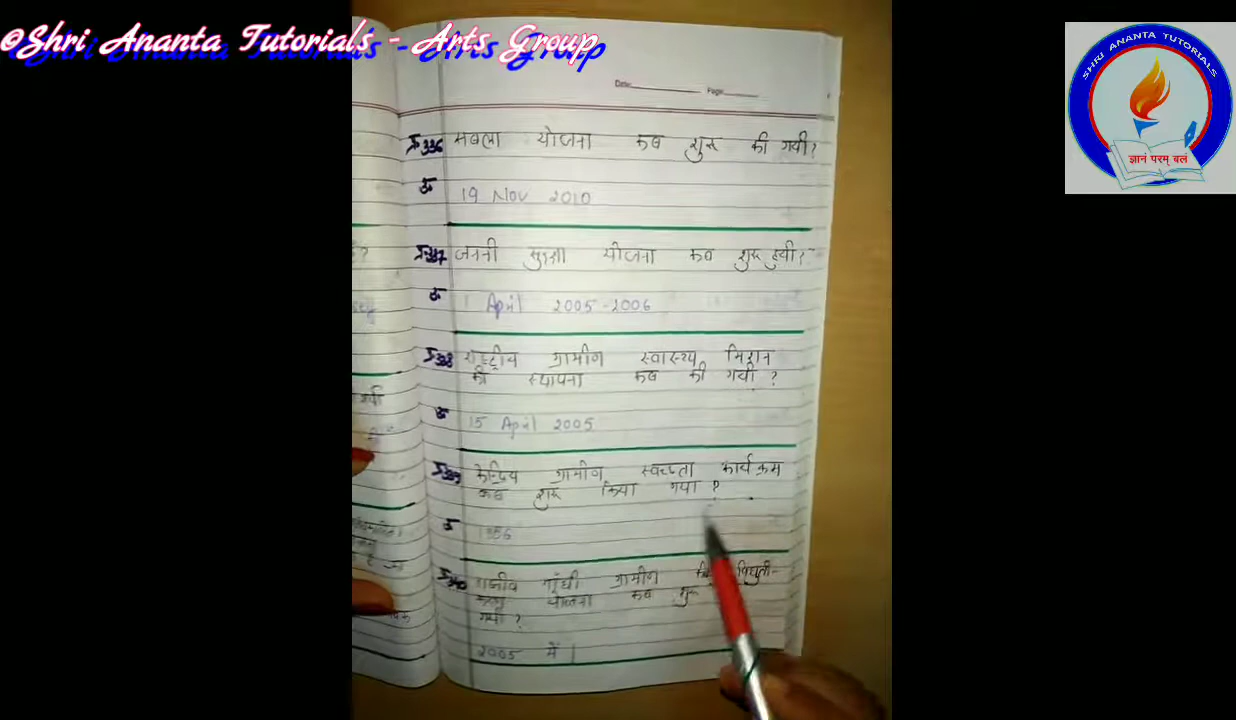 ©Shri Ananta Tutorials - Arts Group
SHRI ANANTA TUTORIALS
ज्ञानं परमं बलं
Date: Page:
प्र336 सबला योजना कब शुरू की गयी?
उ 19 Nov 2010
प्र337 जननी सुरक्षा योजना कब शुरू हुयी?
उ 1 April 2005-2006
प्र338 राष्ट्रीय ग्रामीण स्वास्थ्य मिशन
की स्थापना कब की गयी?
उ 15 April 2005
प्र339 केन्द्रिय ग्रामीण स्वच्छता कार्यक्रम
कब शुरू किया गया?
उ 1986
प्र340 राजीव गांधी ग्रामीण विद्युती-
करण योजना कब शुरू
गयी?
2005 में।